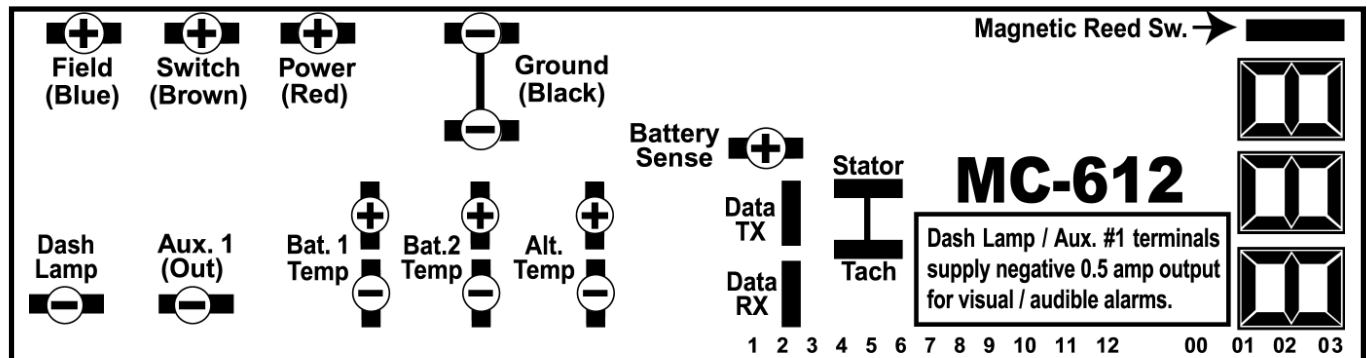 Field
(Blue)
Switch
(Brown)
Power
(Red)
Ground
(Black)
Magnetic Reed Sw.
Battery
Sense
Stator
Tach
MC-612
Data
TX
Data
RX
Dash
Lamp
Aux. 1
(Out)
Bat. 1
Temp
Bat.2
Temp
Alt.
Temp
Dash Lamp / Aux. #1 terminals
supply negative 0.5 amp output
for visual / audible alarms.
1 2 3 4 5 6 7 8 9 10 11 12 00 01 02 03